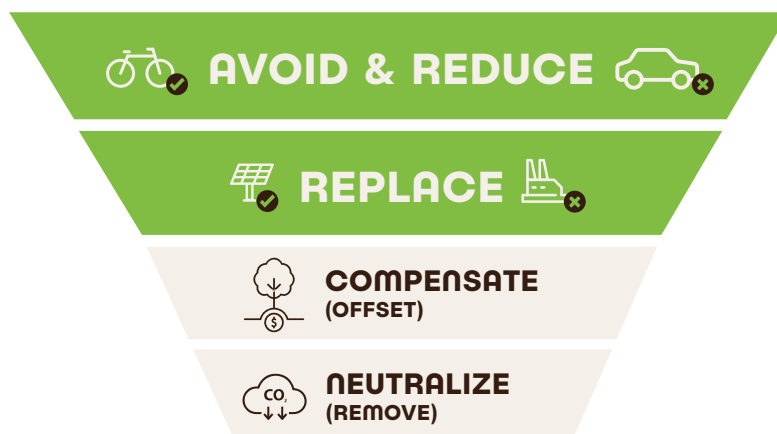 AVOID & REDUCE
REPLACE
$
COMPENSATE
(OFFSET)
CO₂
NEUTRALIZE
(REMOVE)